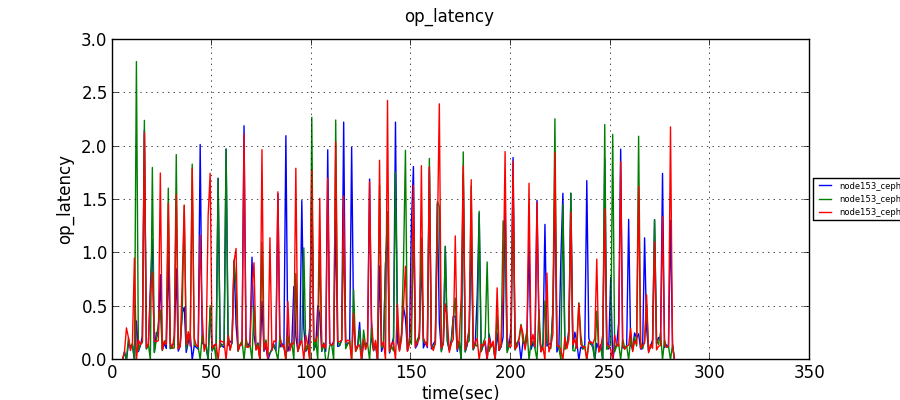 op_latency
3.0
2.5
2.0
1.5
1.0
0.5
0.0
op_latency
0 50 100 150 200 250 300 350
time(sec)
node153_ceph
node153_ceph
node153_ceph